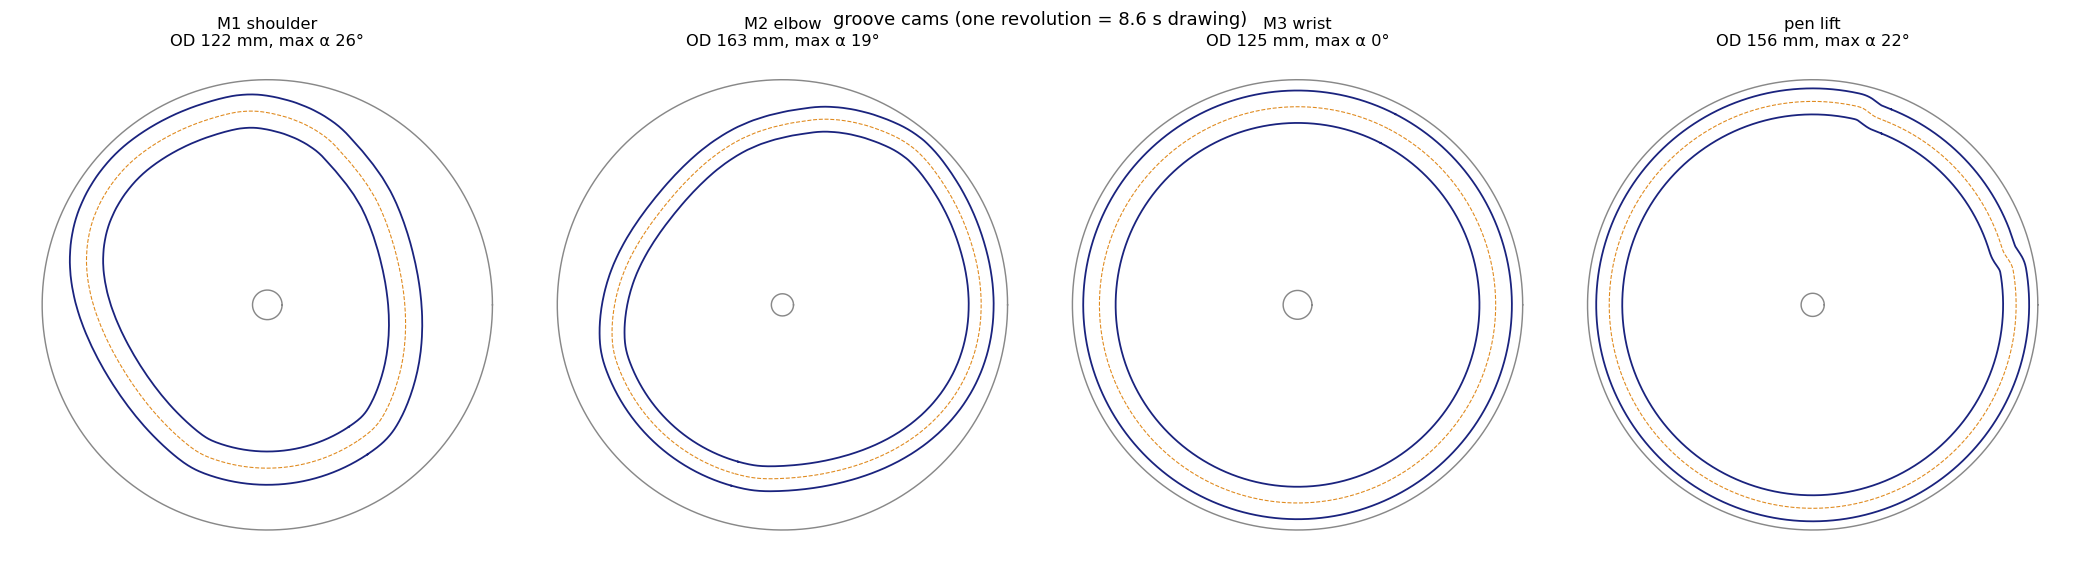 groove cams (one revolution = 8.6 s drawing)
M1 shoulder
OD 122 mm, max α 26°
M2 elbow
OD 163 mm, max α 19°
M3 wrist
OD 125 mm, max α 0°
pen lift
OD 156 mm, max α 22°